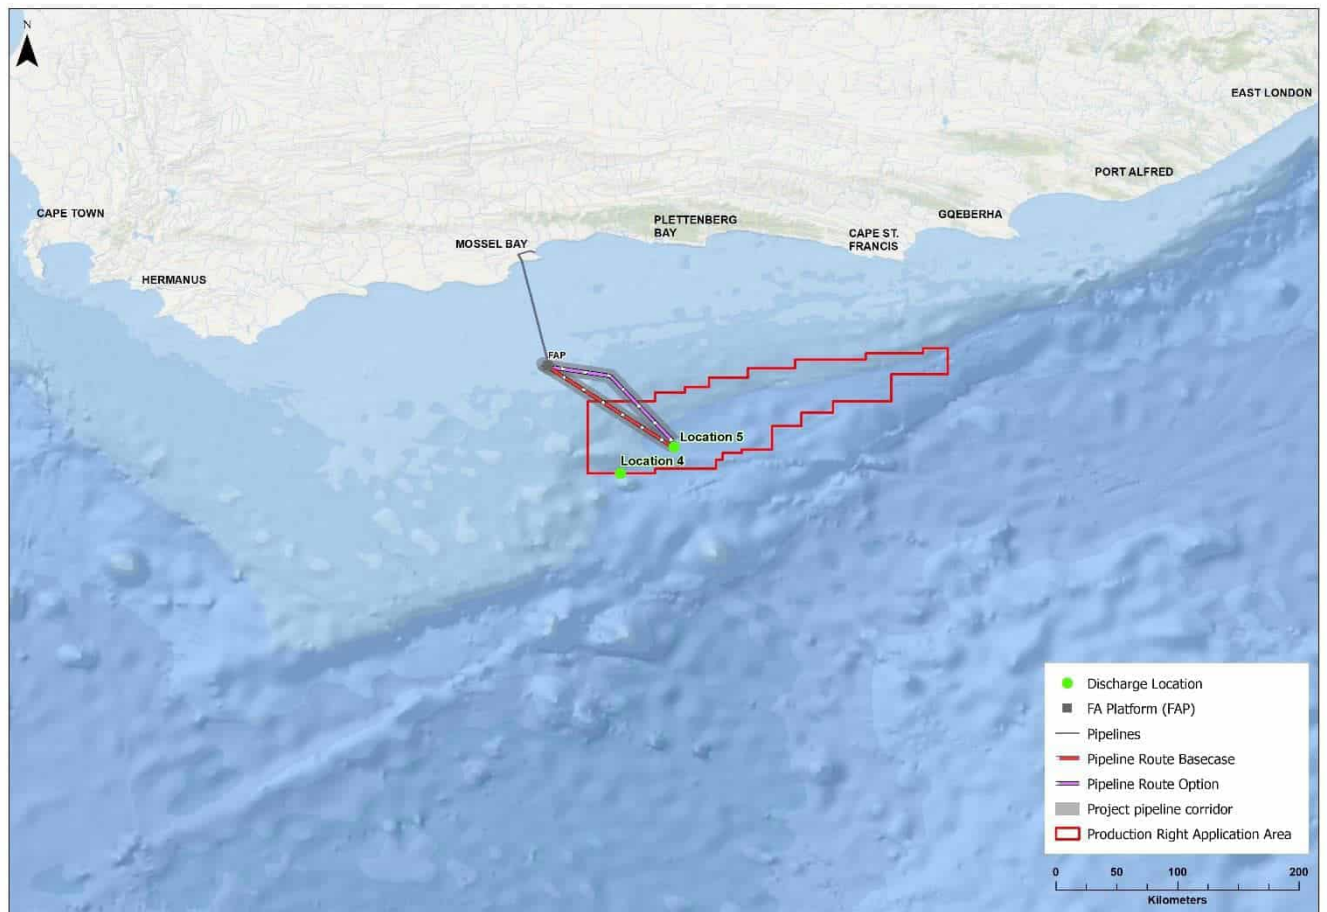 N
EAST LONDON
PORT ALFRED
CAPE TOWN
GQEBERHA
PLETTENBERG
BAY
CAPE ST.
FRANCIS
MOSSEL BAY
HERMANUS
FAP
Location 5
Location 4
Discharge Location
FA Platform (FAP)
Pipelines
Pipeline Route Basecase
Pipeline Route Option
Project pipeline corridor
Production Right Application Area
0 50 100 200
Kilometers